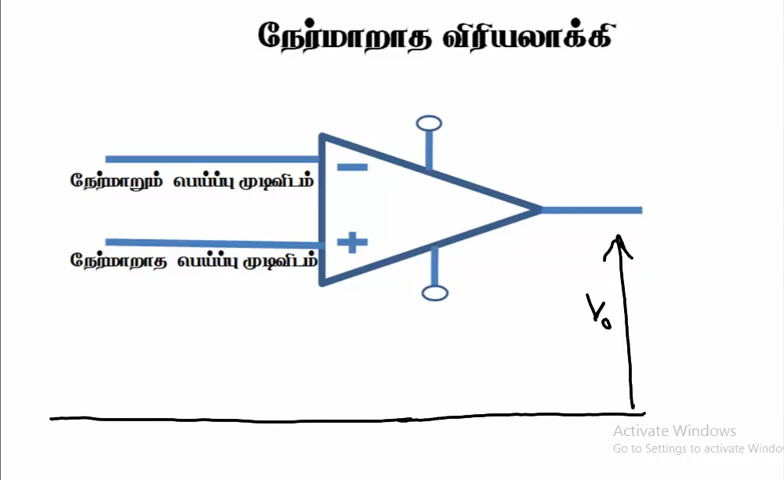 நேர்மாறாத விரியலாக்கி
நேர்மாறும் பெய்ப்பு முடிவிடம்
−
+
நேர்மாறாத பெய்ப்பு முடிவிடம்
V₀
Activate Windows
Go to Settings to activate Windo